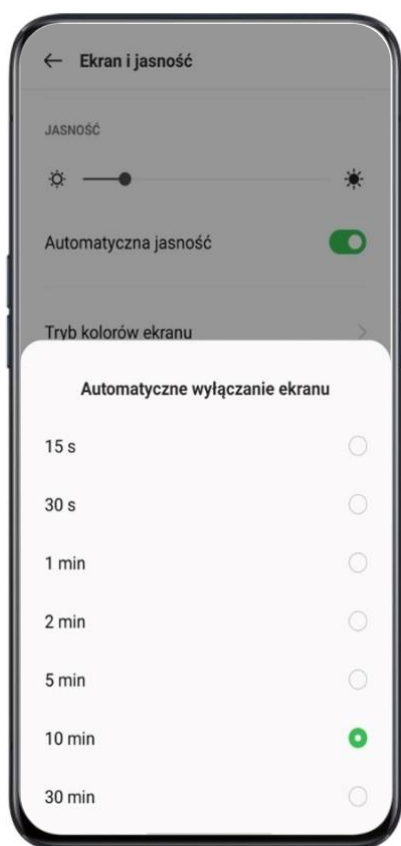 Ekran i jasność
JASNOŚĆ
Automatyczna jasność
Tryb kolorów ekranu
Automatyczne wyłączanie ekranu
15 s
30 s
1 min
2 min
5 min
10 min
30 min